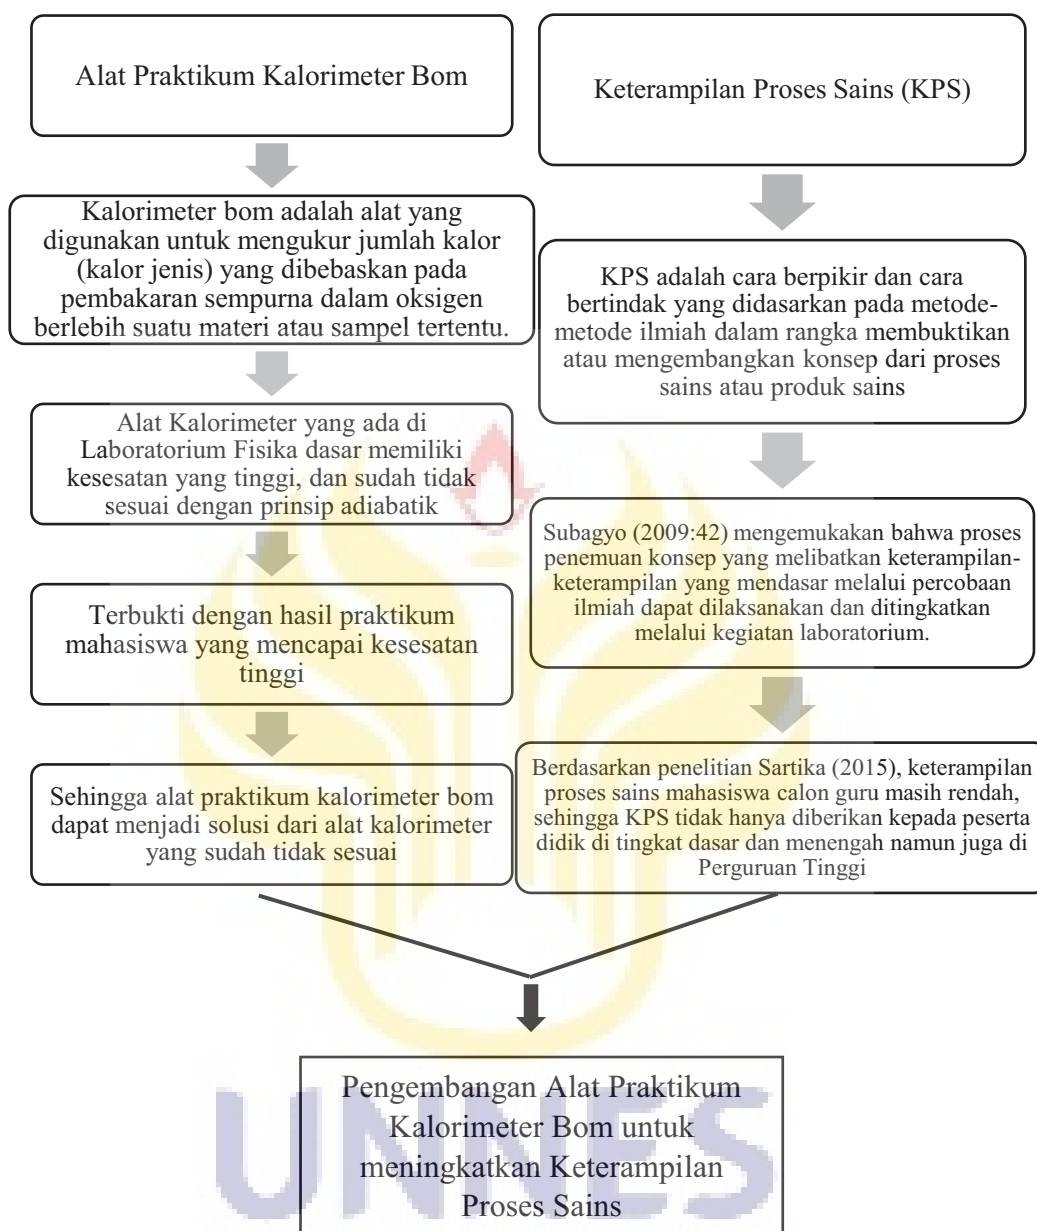 Alat Praktikum Kalorimeter Bom
Kalorimeter bom adalah alat yang
digunakan untuk mengukur jumlah kalor
(kalor jenis) yang dibebaskan pada
pembakaran sempurna dalam oksigen
berlebih suatu materi atau sampel tertentu.
Alat Kalorimeter yang ada di
Laboratorium Fisika dasar memiliki
kesesatan yang tinggi, dan sudah tidak
sesuai dengan prinsip adiabatik
Terbukti dengan hasil praktikum
mahasiswa yang mencapai kesesatan
tinggi
Sehingga alat praktikum kalorimeter bom
dapat menjadi solusi dari alat kalorimeter
yang sudah tidak sesuai
Keterampilan Proses Sains (KPS)
KPS adalah cara berpikir dan cara
bertindak yang didasarkan pada metode-
metode ilmiah dalam rangka membuktikan
atau mengembangkan konsep dari proses
sains atau produk sains
Subagyo (2009:42) mengemukakan bahwa proses
penemuan konsep yang melibatkan keterampilan-
keterampilan yang mendasar melalui percobaan
ilmiah dapat dilaksanakan dan ditingkatkan
melalui kegiatan laboratorium.
Berdasarkan penelitian Sartika (2015), keterampilan
proses sains mahasiswa calon guru masih rendah,
sehingga KPS tidak hanya diberikan kepada peserta
didik di tingkat dasar dan menengah namun juga di
Perguruan Tinggi
Pengembangan Alat Praktikum
Kalorimeter Bom untuk
meningkatkan Keterampilan
Proses Sains
UNNES